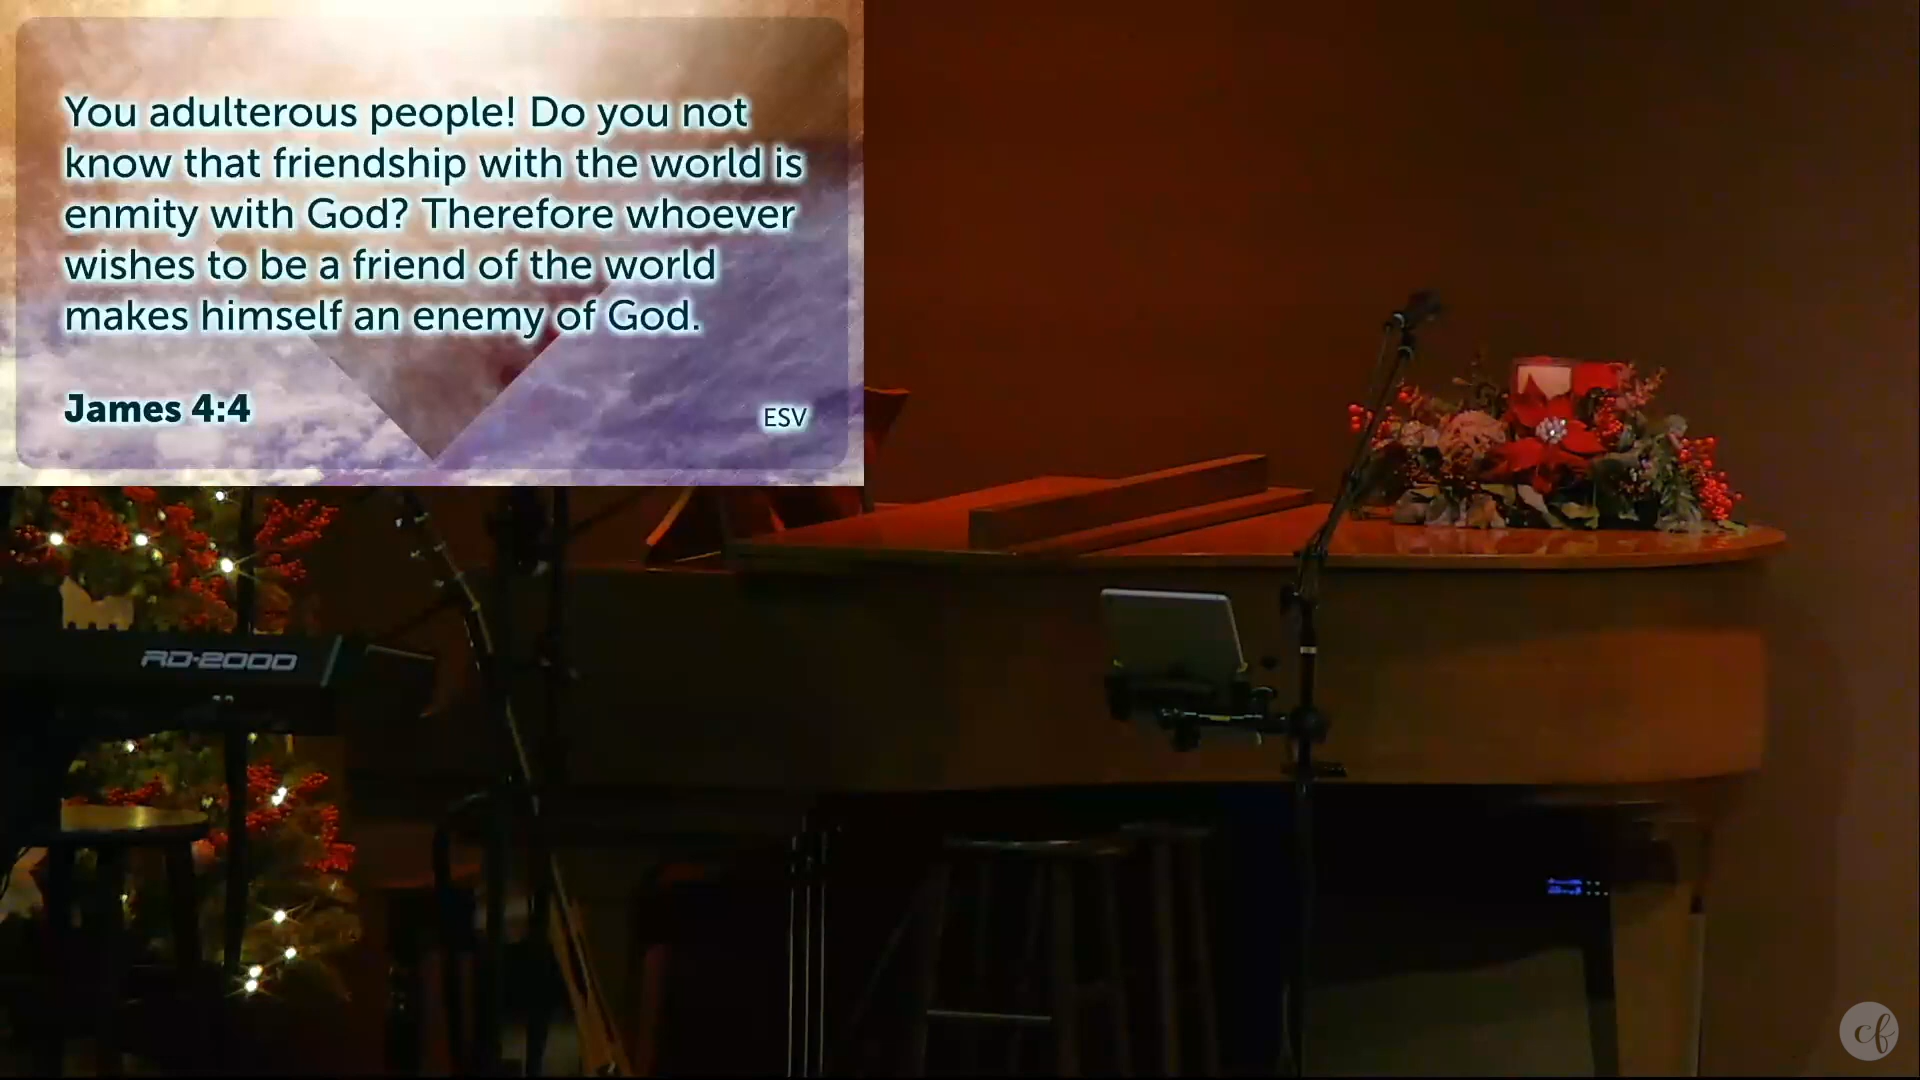 You adulterous people! Do you not
know that friendship with the world is
enmity with God? Therefore whoever
wishes to be a friend of the world
makes himself an enemy of God.
James 4:4
ESV
RD-2000
cf